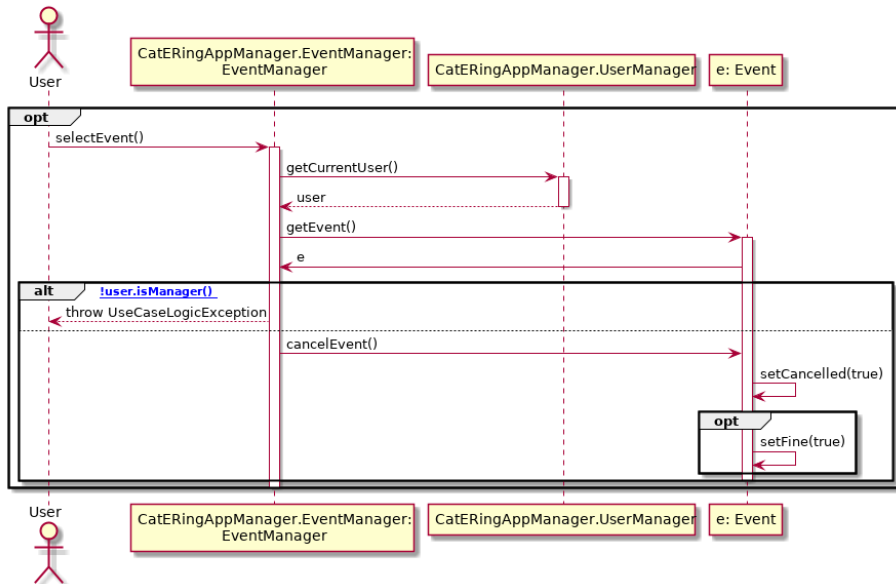 User
CatERingAppManager.EventManager:
EventManager
CatERingAppManager.UserManager
e: Event
opt
selectEvent()
getCurrentUser()
user
getEvent()
e
alt
!user.isManager()
throw UseCaseLogicException
cancelEvent()
setCancelled(true)
opt
setFine(true)
User
CatERingAppManager.EventManager:
EventManager
CatERingAppManager.UserManager
e: Event